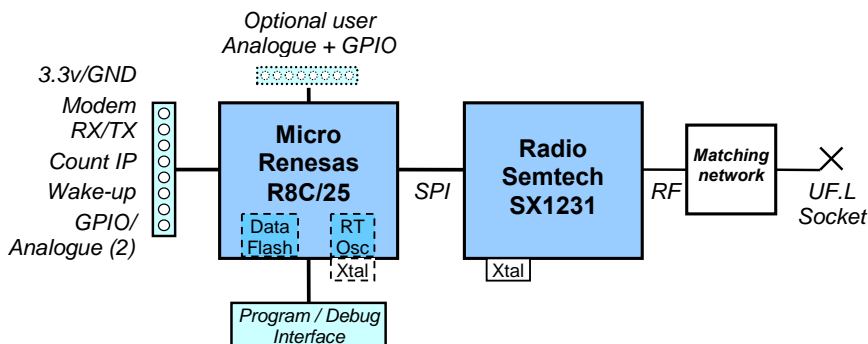 Optional user
Analogue + GPIO
3.3v/GND
Modem
RX/TX
Count IP
Wake-up
GPIO/
Analogue (2)
Micro
Renesas
R8C/25
Data
Flash
RT
Osc
Xtal
Program / Debug
Interface
SPI
Radio
Semtech
SX1231
Xtal
RF
Matching
network
UF.L
Socket